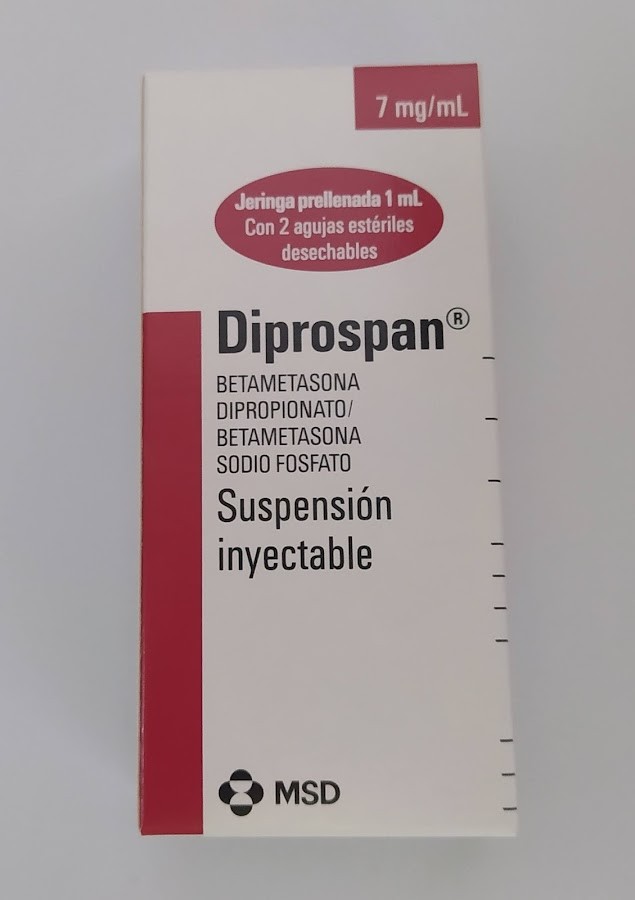 7 mg/mL
Jeringa prellenada 1 mL
Con 2 agujas estériles
desechables
Diprospan®
BETAMETASONA
DIPROPIONATO/
BETAMETASONA
SODIO FOSFATO
Suspensión
inyectable
MSD